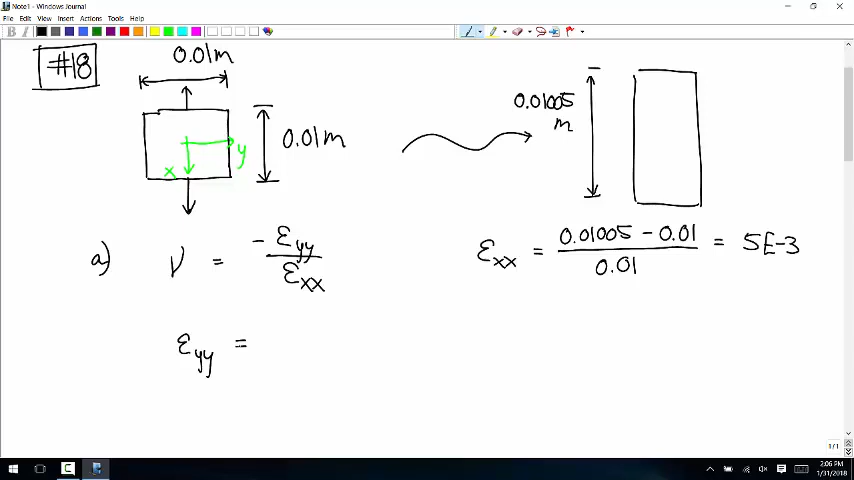 Note1 - Windows Journal
File Edit View Insert Actions Tools Help
B I
#18
0.01m
0.01m
x
y
0.01005
m
a) ν = -εyy / εxx
εxx = 0.01005 - 0.01 / 0.01 = 5E-3
εyy =
1/1
2:06 PM
1/31/2018